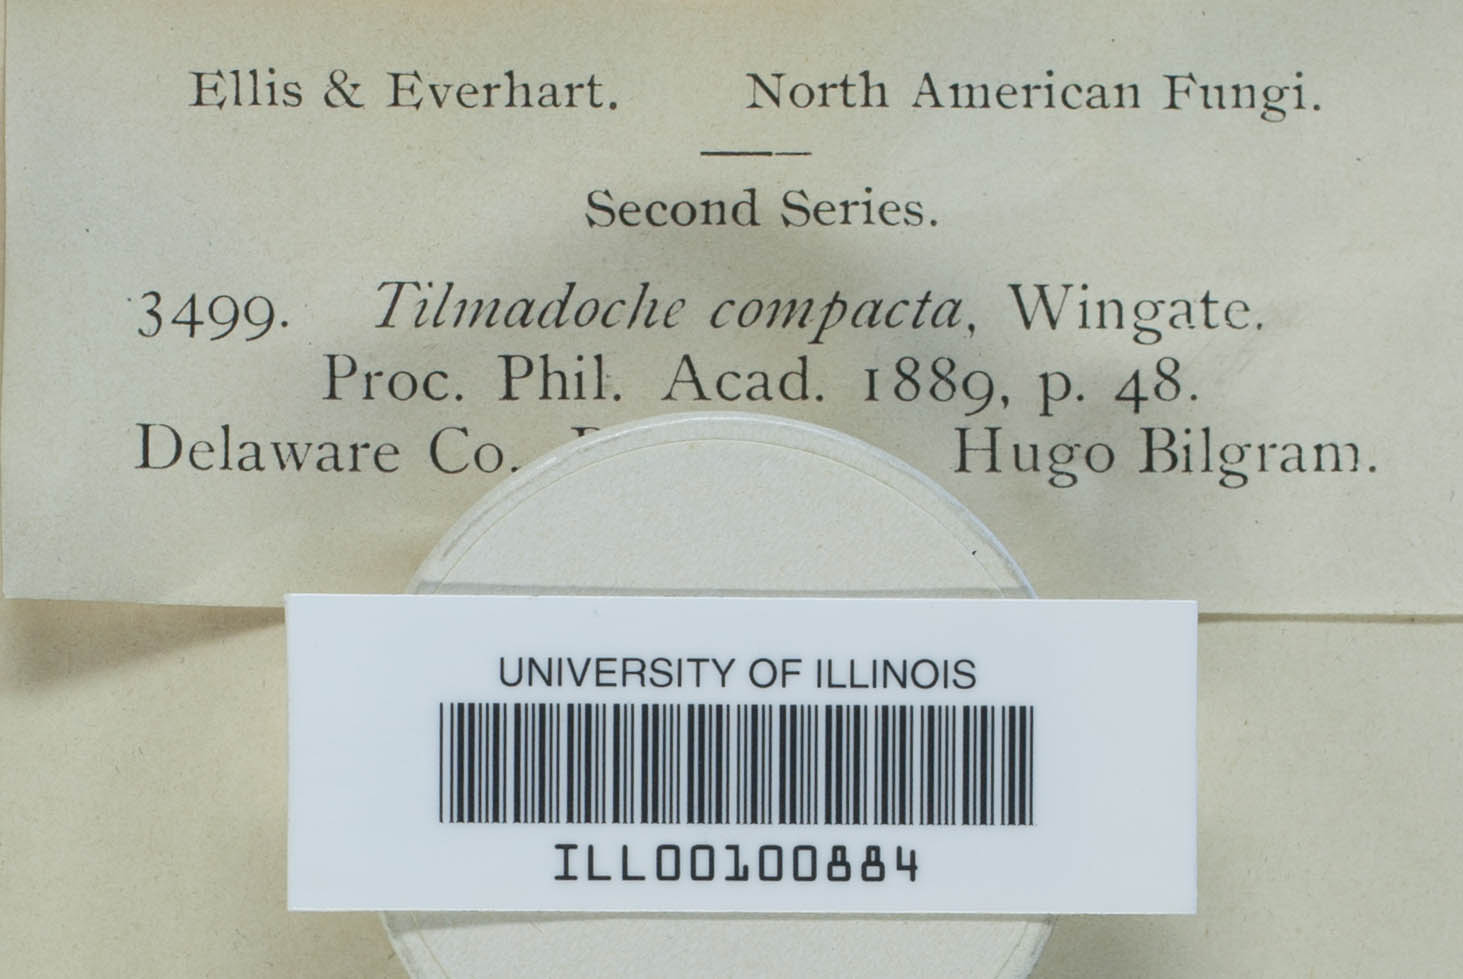 Ellis & Everhart. North American Fungi.
Second Series.
3499. Tilmadoche compacta, Wingate.
Proc. Phil. Acad. 1889, p. 48.
Delaware Co. Hugo Bilgram.
UNIVERSITY OF ILLINOIS
ILL00100884